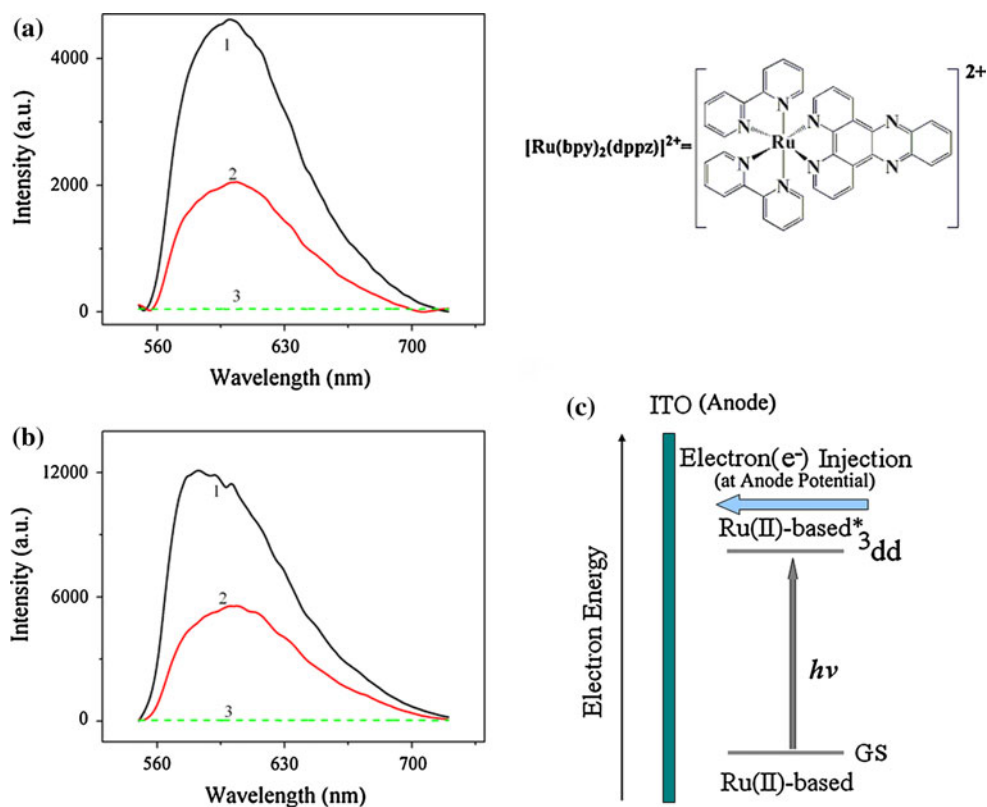 (a)
4000
2000
0
560
630
700
Intensity (a.u.)
Wavelength (nm)
1
2
3
[Ru(bpy)₂(dppz)]²⁺=
2+
N
N
N
N
N
N
N
N
Ru
(b)
12000
6000
0
560
630
700
Intensity (a.u.)
Wavelength (nm)
1
2
3
(c)
ITO (Anode)
Electron(e⁻) Injection
(at Anode Potential)
Ru(II)-based*
³dd
Electron Energy
hν
GS
Ru(II)-based